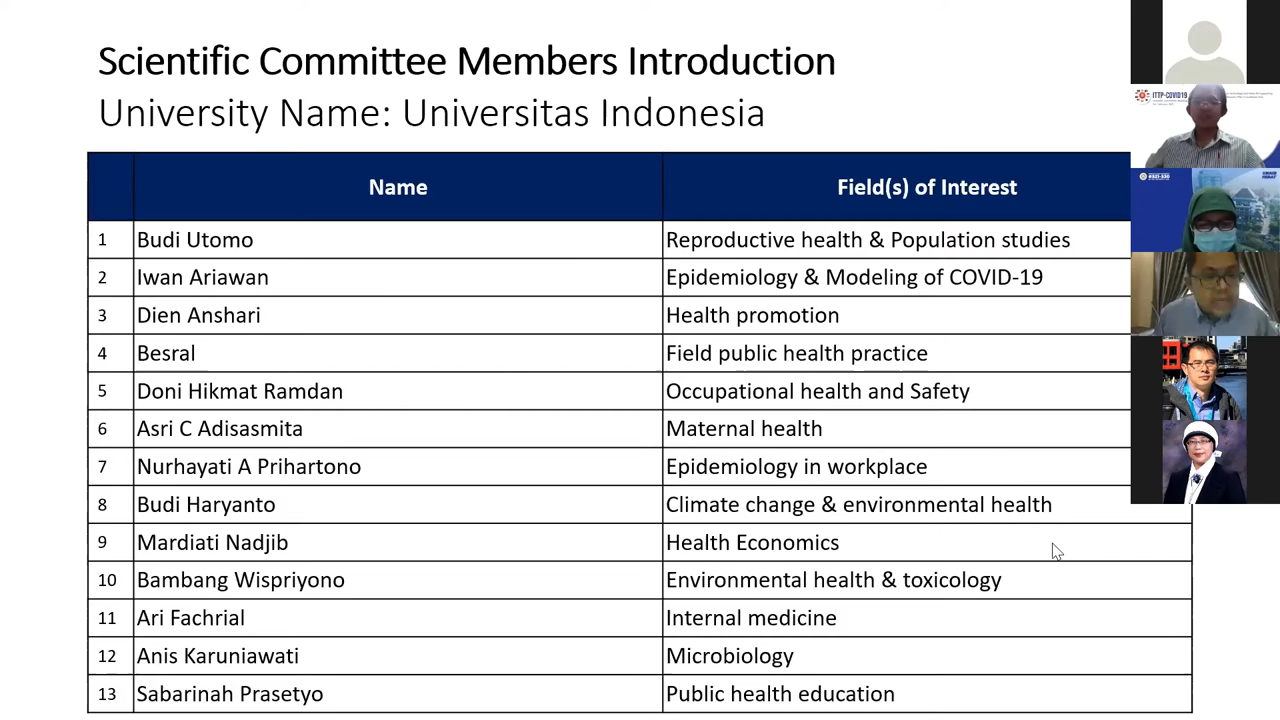 Scientific Committee Members Introduction
University Name: Universitas Indonesia
Name Field(s) of Interest
1 Budi Utomo Reproductive health & Population studies
2 Iwan Ariawan Epidemiology & Modeling of COVID-19
3 Dien Anshari Health promotion
4 Besral Field public health practice
5 Doni Hikmat Ramdan Occupational health and Safety
6 Asri C Adisasmita Maternal health
7 Nurhayati A Prihartono Epidemiology in workplace
8 Budi Haryanto Climate change & environmental health
9 Mardiati Nadjib Health Economics
10 Bambang Wispriyono Environmental health & toxicology
11 Ari Fachrial Internal medicine
12 Anis Karuniawati Microbiology
13 Sabarinah Prasetyo Public health education
ITTP-COVID19